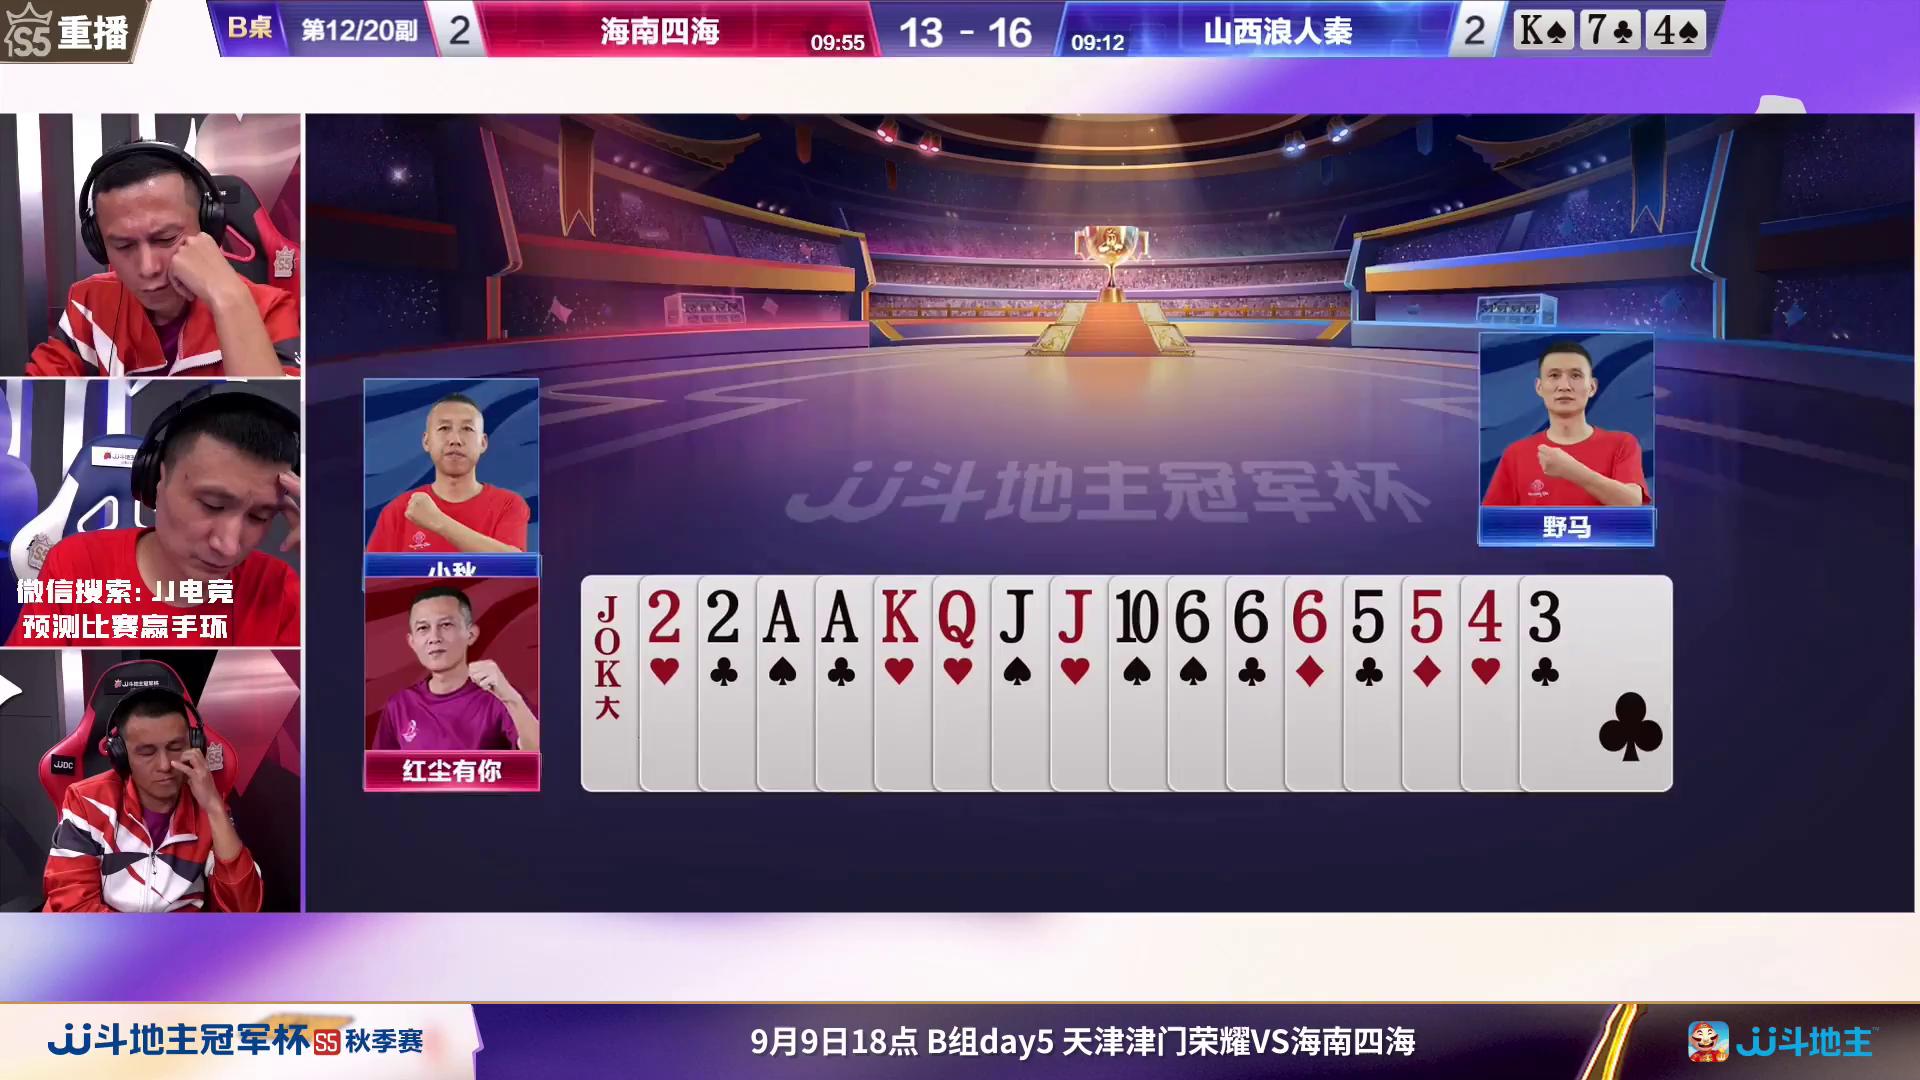 S5 重播
B桌 第12/20副 2 海南四海 09:55 13 - 16 09:12 山西浪人秦 2 K♠ 7♣ 4♠
JJ斗地主冠军杯
小秋
野马
微信搜索:JJ电竞
预测比赛赢手环
红尘有你
JOK大 2♥ 2♣ A♠ A♣ K♥ Q♥ J♠ J♥ 10♠ 6♠ 6♣ 6♦ 5♣ 5♦ 4♥ 3♣
JJDC
JJ斗地主冠军杯 S5 秋季赛
9月9日18点 B组day5 天津津门荣耀VS海南四海
JJ斗地主